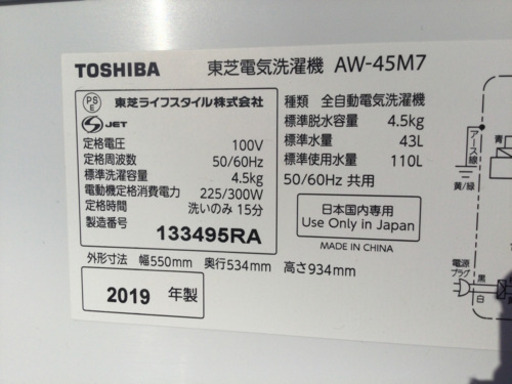 TOSHIBA 東芝電気洗濯機 AW-45M7
PS
E
東芝ライフスタイル株式会社
S JET
定格電圧 100V
定格周波数 50/60Hz
標準洗濯容量 4.5kg
電動機定格消費電力 225/300W
定格時間 洗いのみ 15分
製造番号
133495RA
種類 全自動電気洗濯機
標準脱水容量 4.5kg
標準水量 43L
標準使用水量 110L
50/60Hz 共用
日本国内専用
Use Only in Japan
MADE IN CHINA
外形寸法 幅550mm 奥行534mm 高さ934mm
2019 年製
アース線
青
黄/緑
電源
プラグ
黒
白